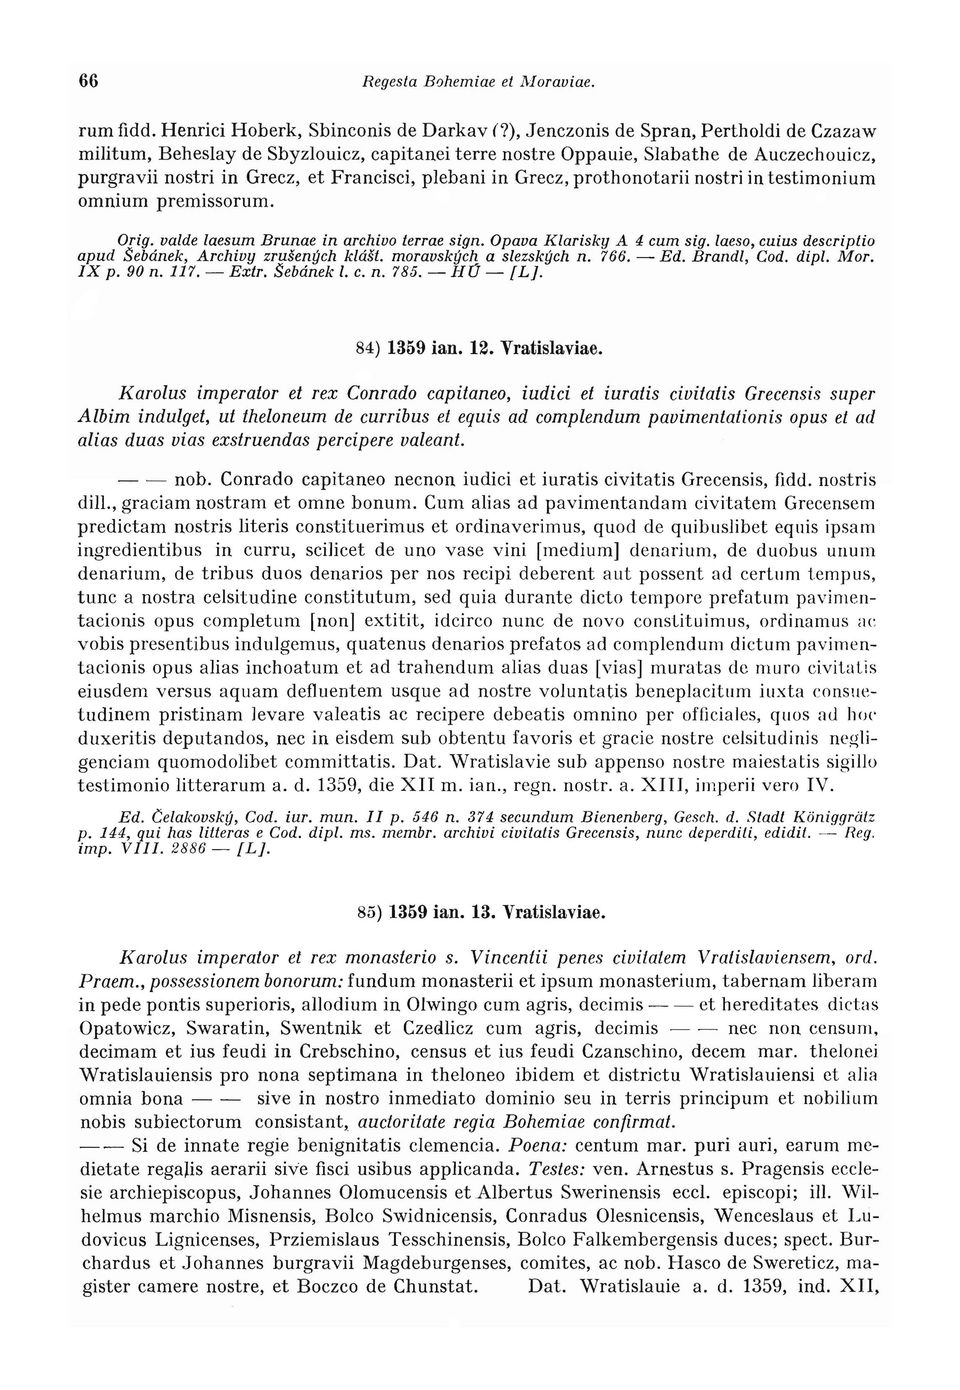 66 Regesta Bohemiae et Moraviae.
rum fidd. Henrici Hoberk, Sbinconis de Darkav (?), Jenczonis de Spran, Pertholdi de Czazaw
militum, Beheslay de Sbyzlouicz, capitanei terre nostre Oppauie, Slabathe de Auczechouicz,
purgravii nostri in Grecz, et Francisci, plebani in Grecz, prothonotarii nostri in testimonium
omnium premissorum.
Orig. valde laesum Brunae in archivo terrae sign. Opava Klarisky A 4 cum sig. laeso, cuius descriptio
apud Šebánek, Archivy zrušených klášt. moravských a slezských n. 766. — Ed. Brandl, Cod. dipl. Mor.
IX p. 90 n. 117. — Extr. Šebánek l. c. n. 785. — HÚ — [L].
84) 1359 ian. 12. Vratislaviae.
Karolus imperator et rex Conrado capitaneo, iudici et iuratis civitatis Grecensis super
Albim indulget, ut theloneum de curribus et equis ad complendum pavimentationis opus et ad
alias duas vias exstruendas percipere valeant.
— — nob. Conrado capitaneo necnon iudici et iuratis civitatis Grecensis, fidd. nostris
dill., graciam nostram et omne bonum. Cum alias ad pavimentandam civitatem Grecensem
predictam nostris literis constituerimus et ordinaverimus, quod de quibuslibet equis ipsam
ingredientibus in curru, scilicet de uno vase vini [medium] denarium, de duobus unum
denarium, de tribus duos denarios per nos recipi deberent aut possent ad certum tempus,
tunc a nostra celsitudine constitutum, sed quia durante dicto tempore prefatum pavimen-
tacionis opus completum [non] extitit, idcirco nunc de novo constituimus, ordinamus ac
vobis presentibus indulgemus, quatenus denarios prefatos ad complendum dictum pavimen-
tacionis opus alias inchoatum et ad trahendum alias duas [vias] muratas de muro civitatis
eiusdem versus aquam defluentem usque ad nostre voluntatis beneplacitum iuxta consue-
tudinem pristinam levare valeatis ac recipere debeatis omnino per officiales, quos ad hoc
duxeritis deputandos, nec in eisdem sub obtentu favoris et gracie nostre celsitudinis negli-
genciam quomodolibet committatis. Dat. Wratislavie sub appenso nostre maiestatis sigillo
testimonio litterarum a. d. 1359, die XII m. ian., regn. nostr. a. XIII, imperii vero IV.
Ed. Čelakovský, Cod. iur. mun. II p. 546 n. 374 secundum Bienenberg, Gesch. d. Stadt Königgrätz
p. 144, qui has litteras e Cod. dipl. ms. membr. archivi civitatis Grecensis, nunc deperditi, edidit. — Reg.
imp. VIII. 2886 — [L].
85) 1359 ian. 13. Vratislaviae.
Karolus imperator et rex monasterio s. Vincentii penes civitatem Vratislaviensem, ord.
Praem., possessionem bonorum: fundum monasterii et ipsum monasterium, tabernam liberam
in pede pontis superioris, allodium in Olwingo cum agris, decimis — — et hereditates dictas
Opatowicz, Swaratin, Swentnik et Czedlicz cum agris, decimis — — nec non censum,
decimam et ius feudi in Crebschino, census et ius feudi Czanschino, decem mar. thelonei
Wratislauiensis pro nona septimana in theloneo ibidem et districtu Wratislauiensi et alia
omnia bona — — sive in nostro inmediato dominio seu in terris principum et nobilium
nobis subiectorum consistant, auctoritate regia Bohemiae confirmat.
— — Si de innate regie benignitatis clemencia. Poena: centum mar. puri auri, earum me-
dietate regalis aerarii sive fisci usibus applicanda. Testes: ven. Arnestus s. Pragensis eccle-
sie archiepiscopus, Johannes Olomucensis et Albertus Swerinensis eccl. episcopi; ill. Wil-
helmus marchio Misnensis, Bolco Swidnicensis, Conradus Olesnicensis, Wenceslaus et Lu-
dovicus Lignicenses, Prziemislaus Tesschinensis, Bolco Falkembergensis duces; spect. Bur-
chardus et Johannes burgravii Magdeburgenses, comites, ac nob. Hasco de Swereticz, ma-
gister camere nostre, et Boczco de Chunstat. Dat. Wratislauie a. d. 1359, ind. XII,